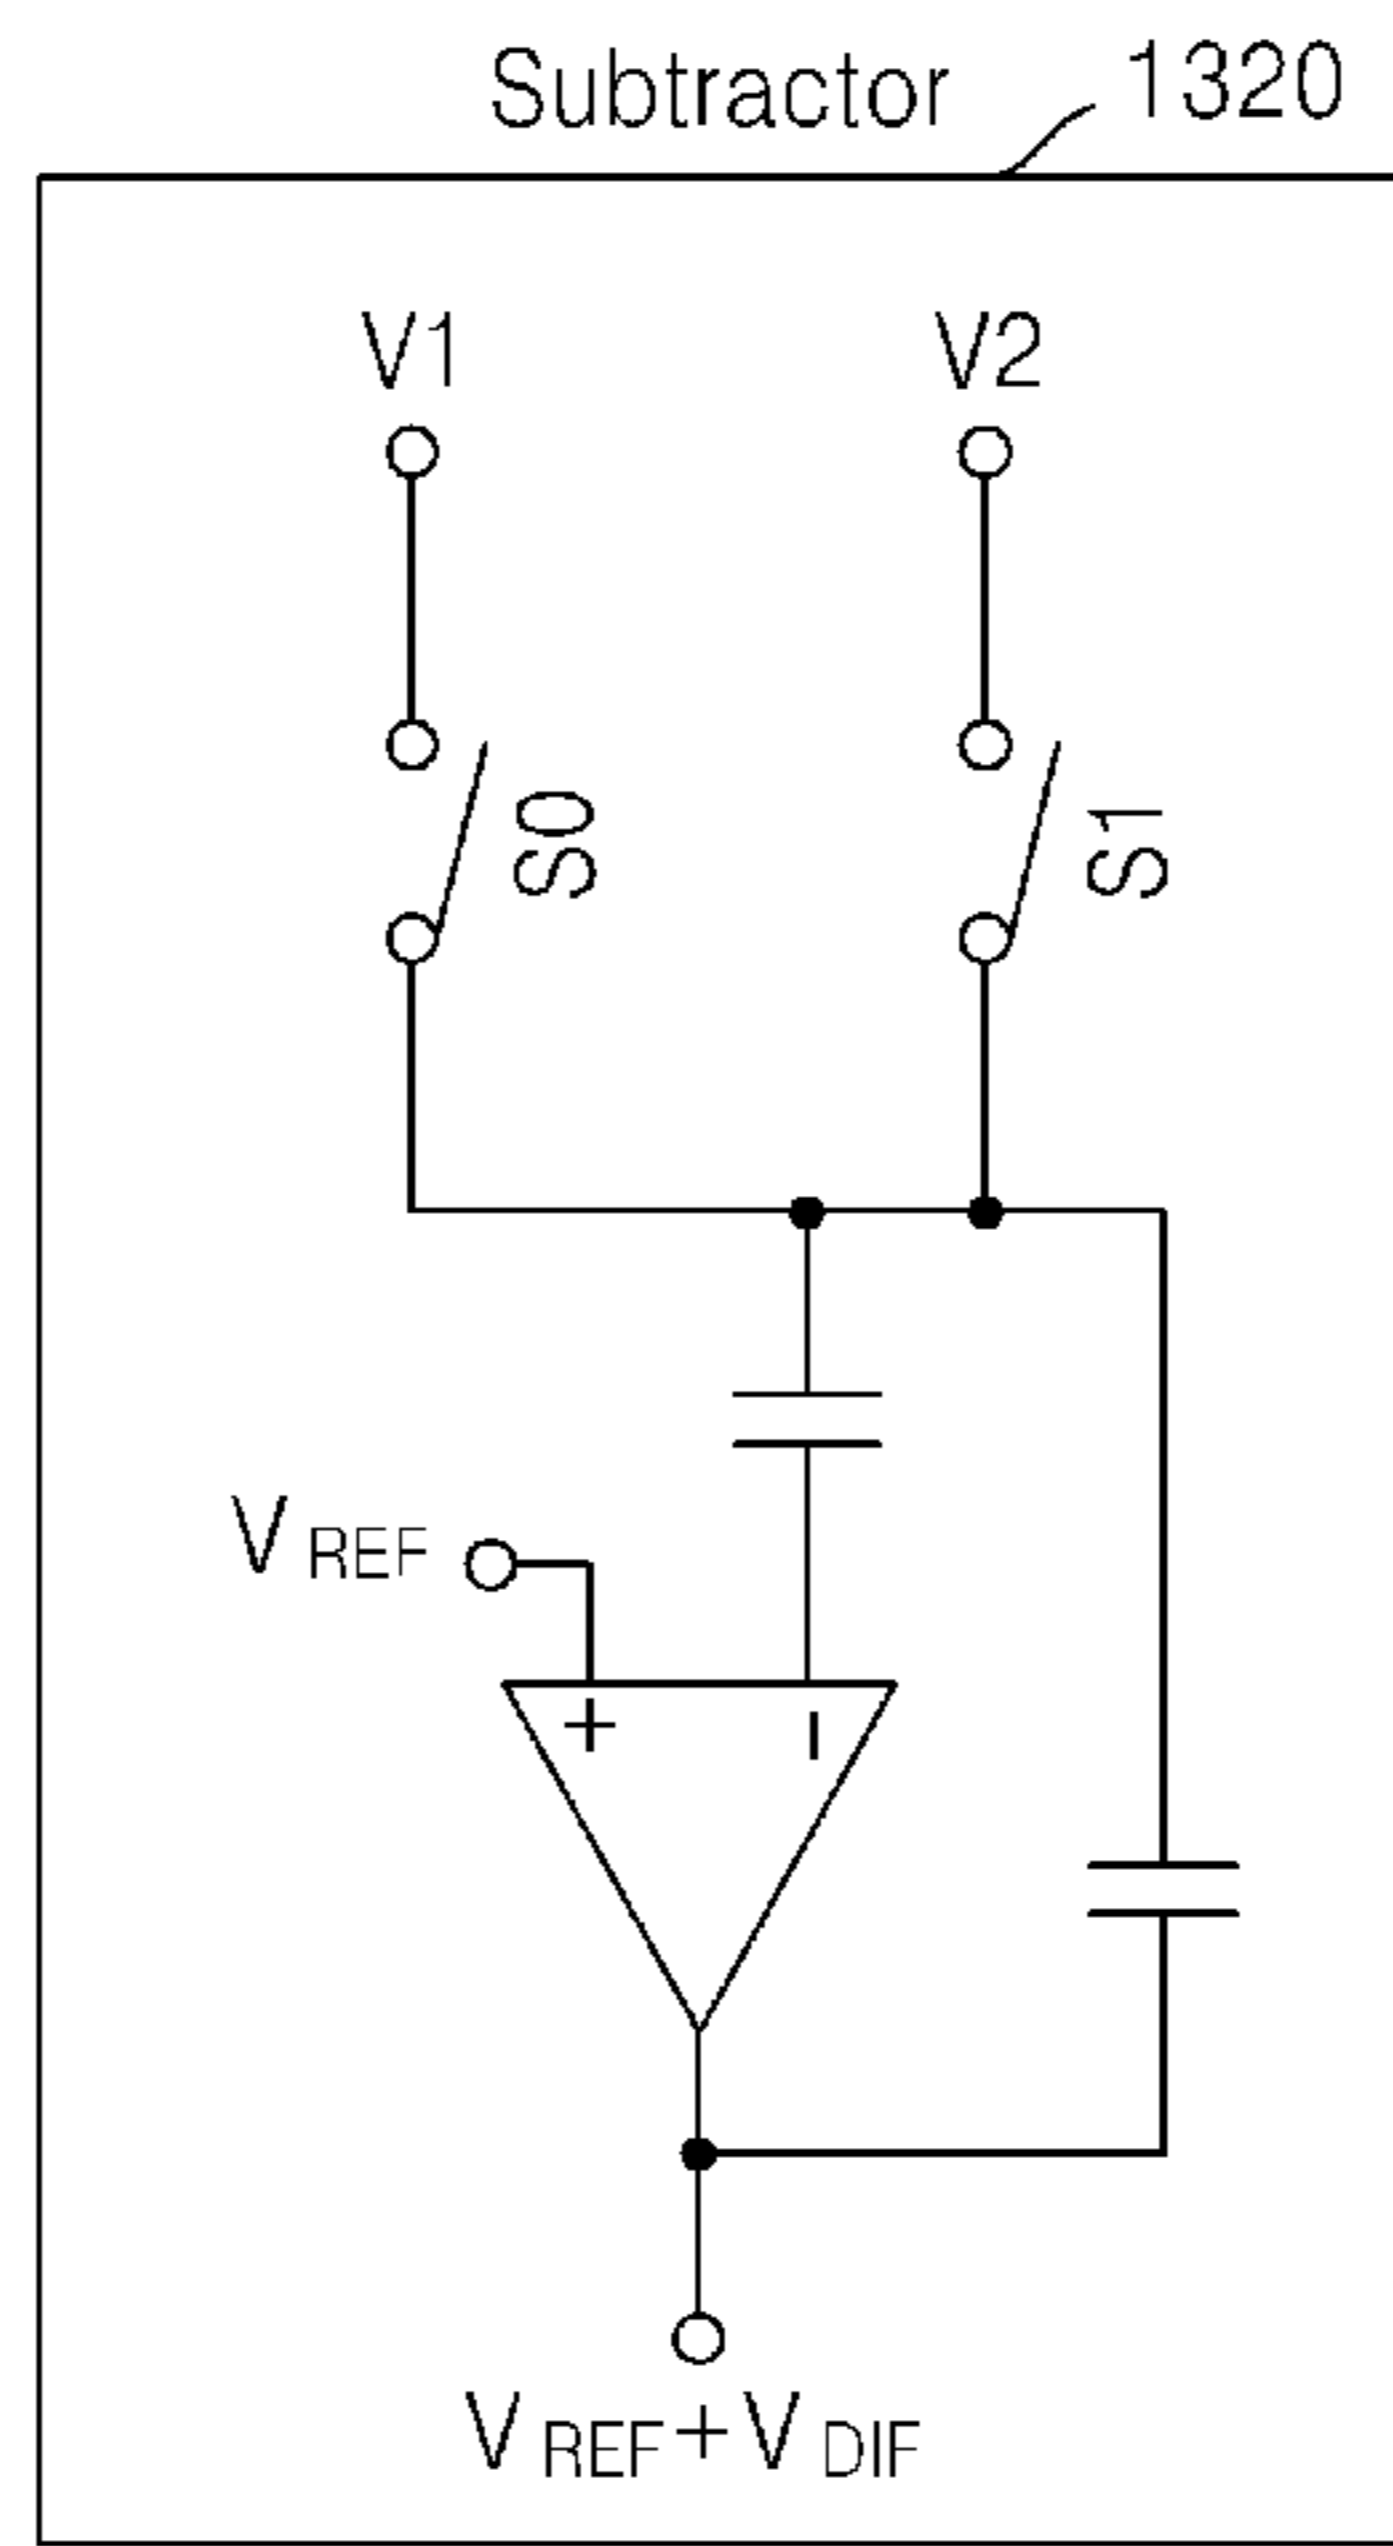 Subtractor 1320
V1 V2
S0 S1
VREF
+ −
VREF+VDIF